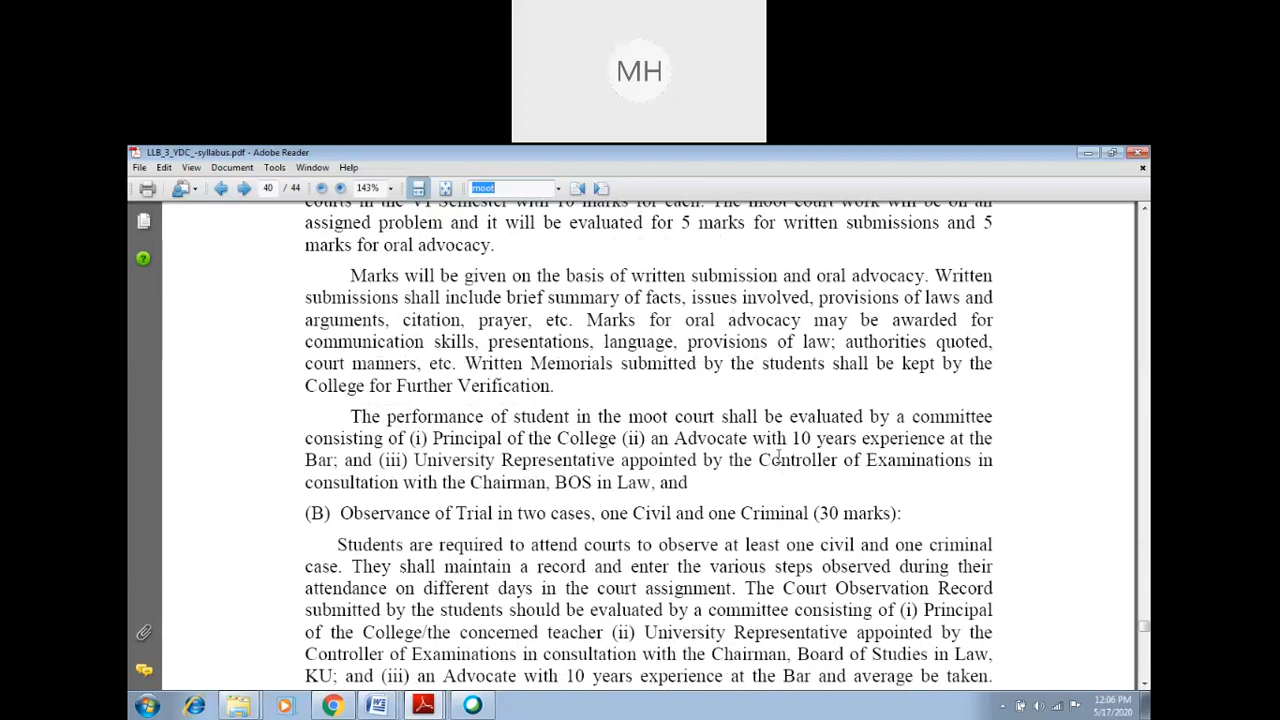 MH
LLB_3_YDC_-syllabus.pdf - Adobe Reader
File Edit View Document Tools Window Help
40 / 44 143% moot
courts in the VI Semester with 10 marks for each. The moot court work will be on an
assigned problem and it will be evaluated for 5 marks for written submissions and 5
marks for oral advocacy.
Marks will be given on the basis of written submission and oral advocacy. Written
submissions shall include brief summary of facts, issues involved, provisions of laws and
arguments, citation, prayer, etc. Marks for oral advocacy may be awarded for
communication skills, presentations, language, provisions of law; authorities quoted,
court manners, etc. Written Memorials submitted by the students shall be kept by the
College for Further Verification.
The performance of student in the moot court shall be evaluated by a committee
consisting of (i) Principal of the College (ii) an Advocate with 10 years experience at the
Bar; and (iii) University Representative appointed by the Controller of Examinations in
consultation with the Chairman, BOS in Law, and
(B) Observance of Trial in two cases, one Civil and one Criminal (30 marks):
Students are required to attend courts to observe at least one civil and one criminal
case. They shall maintain a record and enter the various steps observed during their
attendance on different days in the court assignment. The Court Observation Record
submitted by the students should be evaluated by a committee consisting of (i) Principal
of the College/the concerned teacher (ii) University Representative appointed by the
Controller of Examinations in consultation with the Chairman, Board of Studies in Law,
KU; and (iii) an Advocate with 10 years experience at the Bar and average be taken.
12:06 PM
5/17/2020